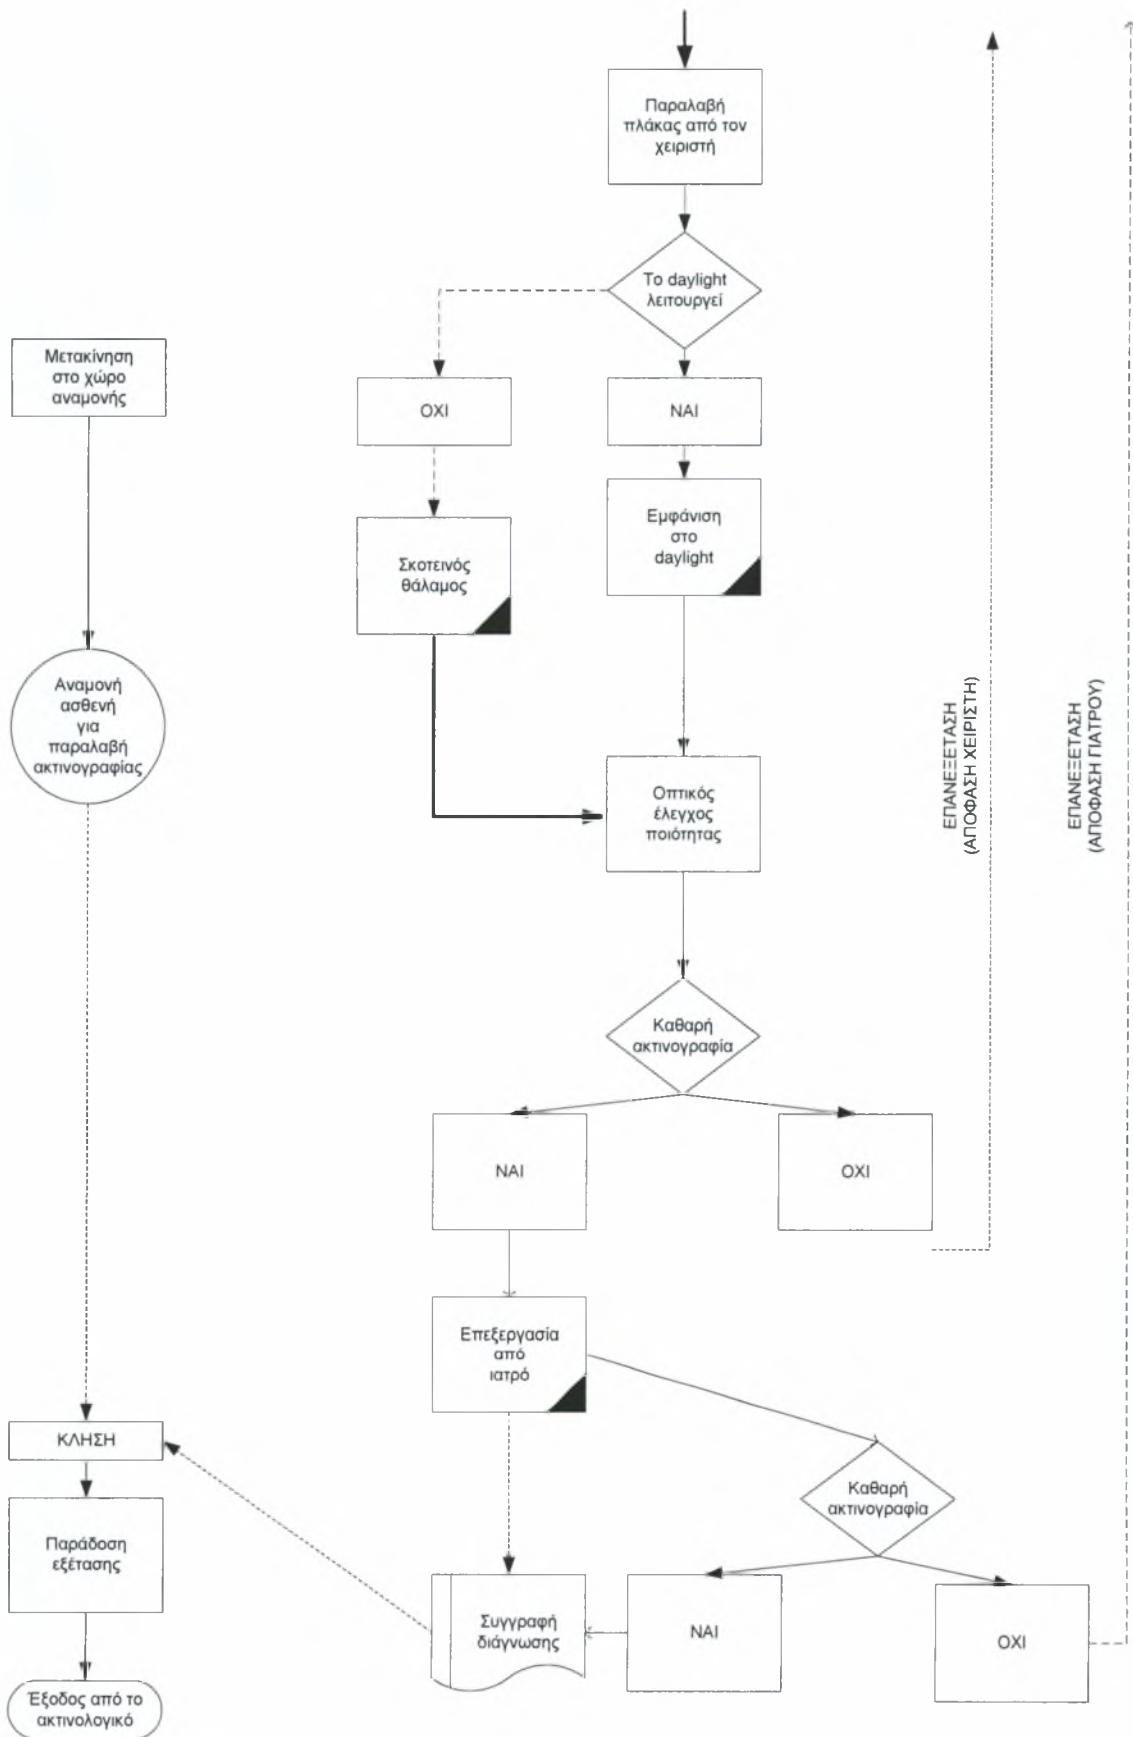 Παραλαβή
πλάκας από τον
χειριστή
Το daylight
λειτουργεί
Μετακίνηση
στο χώρο
αναμονής
ΟΧΙ
ΝΑΙ
Εμφάνιση
στο
daylight
Σκοτεινός
θάλαμος
Αναμονή
ασθενή
για
παραλαβή
ακτινογραφίας
ΕΠΑΝΕΞΕΤΑΣΗ
(ΑΠΟΦΑΣΗ ΧΕΙΡΙΣΤΗ)
ΕΠΑΝΕΞΕΤΑΣΗ
(ΑΠΟΦΑΣΗ ΓΙΑΤΡΟΥ)
Οπτικός
έλεγχος
ποιότητας
Καθαρή
ακτινογραφία
ΝΑΙ
ΟΧΙ
Επεξεργασία
από
ιατρό
ΚΛΗΣΗ
Καθαρή
ακτινογραφία
Παράδοση
εξέτασης
Συγγραφή
διάγνωσης
ΝΑΙ
ΟΧΙ
Έξοδος από το
ακτινολογικό